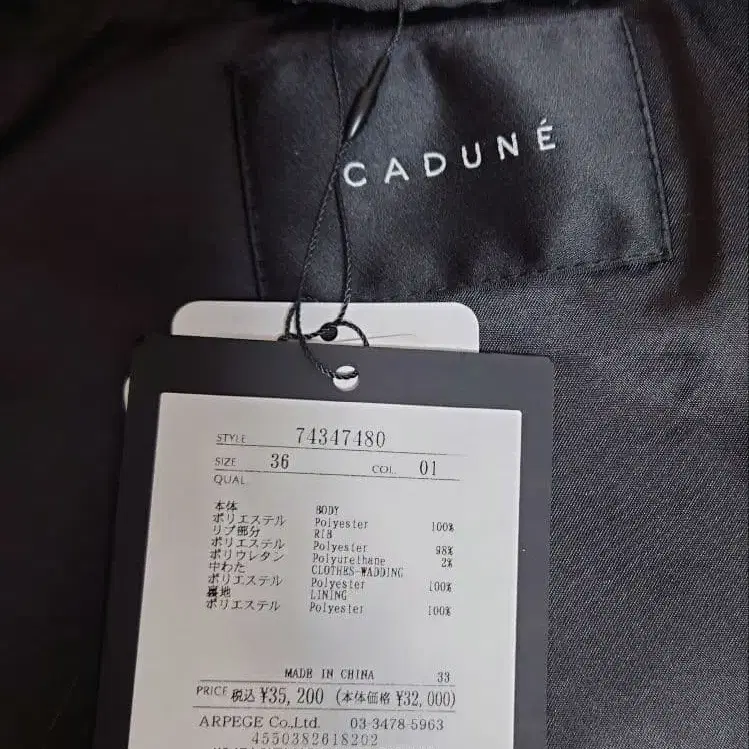 CADUNÉ
STYLE 74347480
SIZE 36 COL. 01
QUAL.
本体 BODY
ポリエステル Polyester 100%
リブ部分 RIB
ポリエステル Polyester 98%
ポリウレタン Polyurethane 2%
中わた CLOTHES-WADDING
ポリエステル Polyester 100%
裏地 LINING
ポリエステル Polyester 100%
MADE IN CHINA 33
PRICE 税込 ¥35,200 (本体価格 ¥32,000)
ARPEGE Co.,Ltd. 03-3478-5963
4550382618202